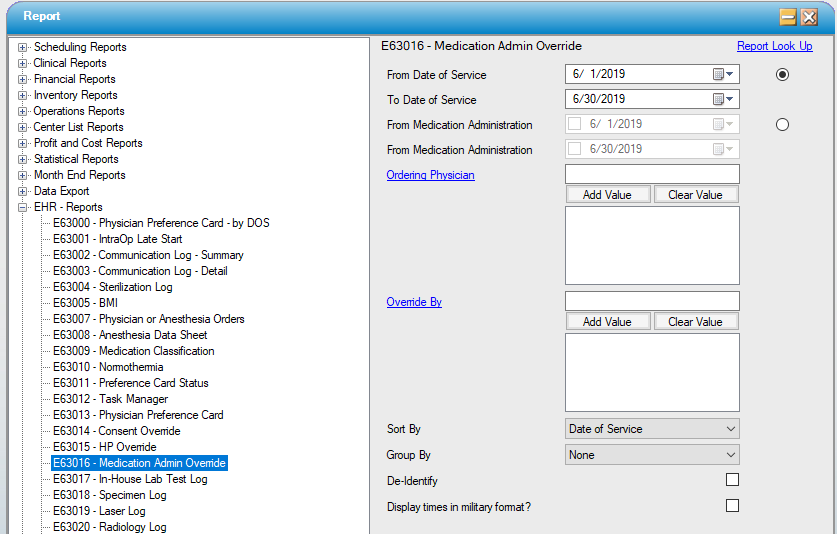 Report
Scheduling Reports
Clinical Reports
Financial Reports
Inventory Reports
Operations Reports
Center List Reports
Profit and Cost Reports
Statistical Reports
Month End Reports
Data Export
EHR - Reports
E63000 - Physician Preference Card - by DOS
E63001 - IntraOp Late Start
E63002 - Communication Log - Summary
E63003 - Communication Log - Detail
E63004 - Sterilization Log
E63005 - BMI
E63007 - Physician or Anesthesia Orders
E63008 - Anesthesia Data Sheet
E63009 - Medication Classification
E63010 - Normothermia
E63011 - Preference Card Status
E63012 - Task Manager
E63013 - Physician Preference Card
E63014 - Consent Override
E63015 - HP Override
E63016 - Medication Admin Override
E63017 - In-House Lab Test Log
E63018 - Specimen Log
E63019 - Laser Log
E63020 - Radiology Log
E63016 - Medication Admin Override
Report Look Up
From Date of Service 6/ 1/2019
To Date of Service 6/30/2019
From Medication Administration 6/ 1/2019
From Medication Administration 6/30/2019
Ordering Physician
Add Value Clear Value
Override By
Add Value Clear Value
Sort By Date of Service
Group By None
De-Identify
Display times in military format?